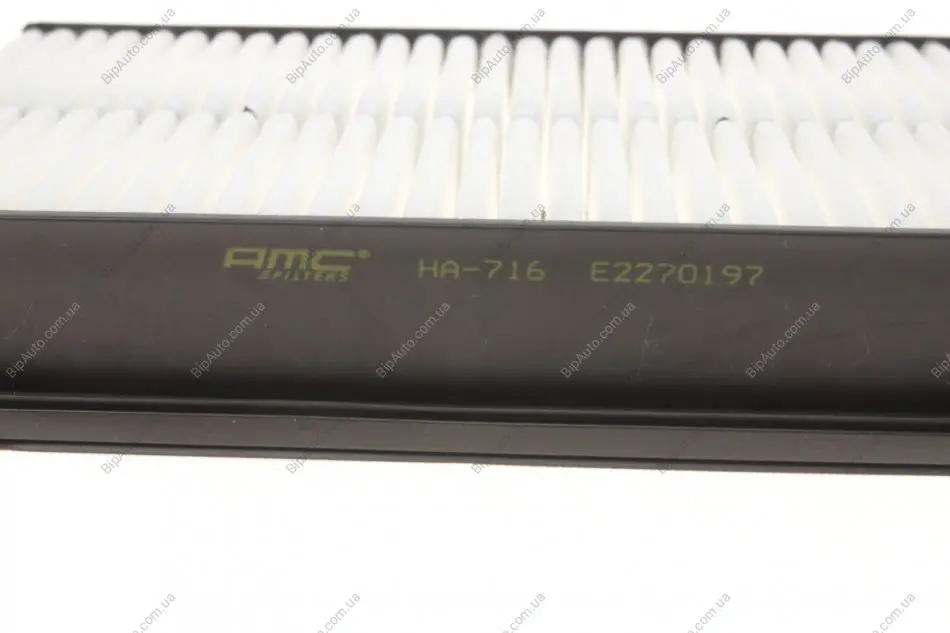 AMC® HA-716 E2270197
FILTERS
BipAuto.com.ua